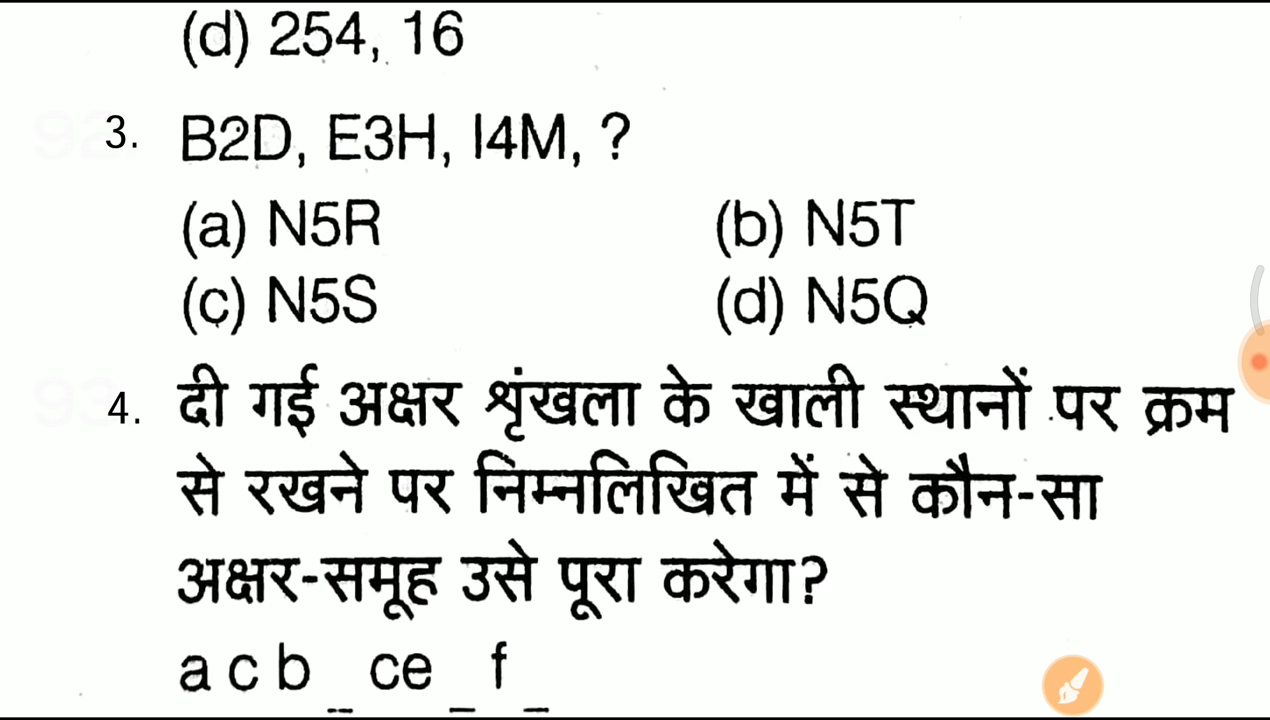 (d) 254, 16
3. B2D, E3H, I4M, ?
(a) N5R (b) N5T
(c) N5S (d) N5Q
4. दी गई अक्षर श्रृंखला के खाली स्थानों पर क्रम
से रखने पर निम्नलिखित में से कौन-सा
अक्षर-समूह उसे पूरा करेगा?
a c b _ ce _ f _